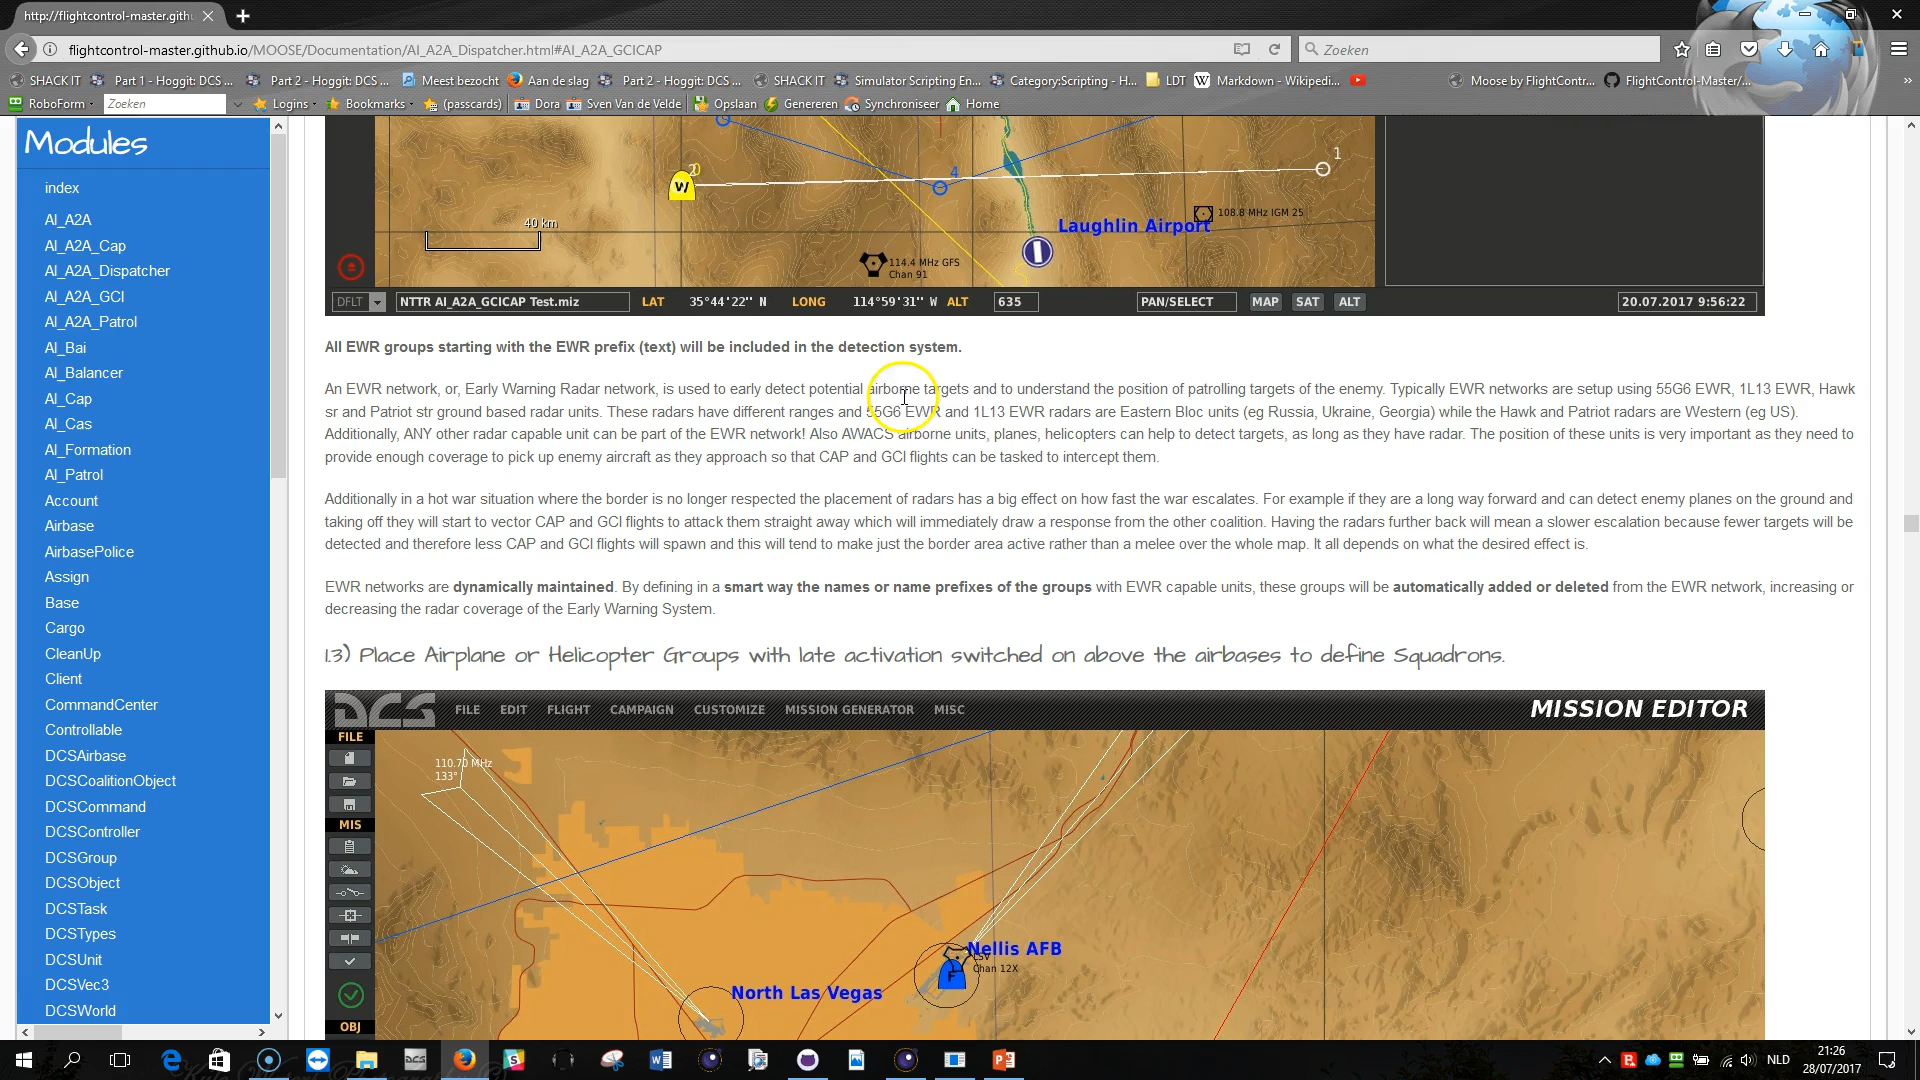 http://flightcontrol-master.gith
flightcontrol-master.github.io/MOOSE/Documentation/AI_A2A_Dispatcher.html#AI_A2A_GCICAP
Zoeken
SHACK IT
Part 1 - Hoggit: DCS ...
Part 2 - Hoggit: DCS ...
Meest bezocht
Aan de slag
Part 2 - Hoggit: DCS ...
SHACK IT
Simulator Scripting En...
Category:Scripting - H...
LDT
Markdown - Wikipedi...
Moose by FlightContr...
FlightControl-Master/...
RoboForm
Zoeken
Logins
Bookmarks
(passcards)
Dora
Sven Van de Velde
Opslaan
Genereren
Synchroniseer
Home
Modules
index
AI_A2A
AI_A2A_Cap
AI_A2A_Dispatcher
AI_A2A_GCI
AI_A2A_Patrol
AI_Bai
AI_Balancer
AI_Cap
AI_Cas
AI_Formation
AI_Patrol
Account
Airbase
AirbasePolice
Assign
Base
Cargo
CleanUp
Client
CommandCenter
Controllable
DCSAirbase
DCSCoalitionObject
DCSCommand
DCSController
DCSGroup
DCSObject
DCSTask
DCSTypes
DCSUnit
DCSVec3
DCSWorld
W
4
1
40 km
Laughlin Airport
108.8 MHz IGM 25
114.4 MHz GFS
Chan 91
DFLT
NTTR AI_A2A_GCICAP Test.miz
LAT 35°44'22" N LONG 114°59'31" W ALT 635
PAN/SELECT
MAP SAT ALT
20.07.2017 9:56:22
All EWR groups starting with the EWR prefix (text) will be included in the detection system.
An EWR network, or, Early Warning Radar network, is used to early detect potential airborne targets and to understand the position of patrolling targets of the enemy. Typically EWR networks are setup using 55G6 EWR, 1L13 EWR, Hawk
sr and Patriot str ground based radar units. These radars have different ranges and 55G6 EWR and 1L13 EWR radars are Eastern Bloc units (eg Russia, Ukraine, Georgia) while the Hawk and Patriot radars are Western (eg US).
Additionally, ANY other radar capable unit can be part of the EWR network! Also AWACS airborne units, planes, helicopters can help to detect targets, as long as they have radar. The position of these units is very important as they need to
provide enough coverage to pick up enemy aircraft as they approach so that CAP and GCI flights can be tasked to intercept them.
Additionally in a hot war situation where the border is no longer respected the placement of radars has a big effect on how fast the war escalates. For example if they are a long way forward and can detect enemy planes on the ground and
taking off they will start to vector CAP and GCI flights to attack them straight away which will immediately draw a response from the other coalition. Having the radars further back will mean a slower escalation because fewer targets will be
detected and therefore less CAP and GCI flights will spawn and this will tend to make just the border area active rather than a melee over the whole map. It all depends on what the desired effect is.
EWR networks are dynamically maintained. By defining in a smart way the names or name prefixes of the groups with EWR capable units, these groups will be automatically added or deleted from the EWR network, increasing or
decreasing the radar coverage of the Early Warning System.
1.3) Place Airplane or Helicopter Groups with late activation switched on above the airbases to define Squadrons.
DCS
FILE EDIT FLIGHT CAMPAIGN CUSTOMIZE MISSION GENERATOR MISC
MISSION EDITOR
FILE
MIS
OBJ
110.70 MHz
133°
Nellis AFB
LSV
Chan 12X
North Las Vegas
NLD
21:26
28/07/2017